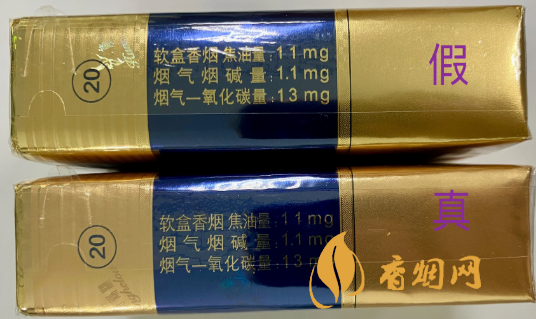 20
软盒香烟 焦油量:11mg
烟气烟碱量:1.1mg
烟气一氧化碳量:13mg
假
20
软盒香烟 焦油量:11mg
烟气烟碱量:1.1mg
烟气一氧化碳量:13
真
香烟网